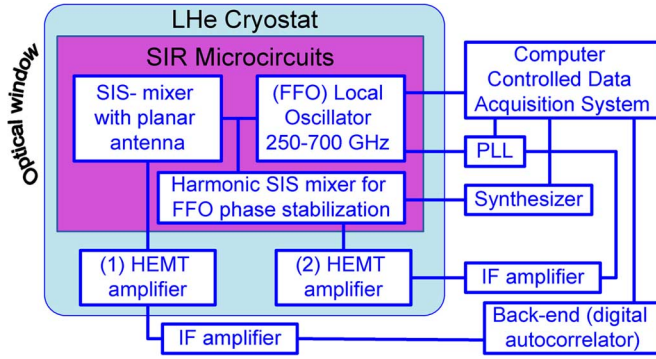 LHe Cryostat
SIR Microcircuits
Optical window
SIS- mixer
with planar
antenna
(FFO) Local
Oscillator
250-700 GHz
Computer
Controlled Data
Acquisition System
PLL
Harmonic SIS mixer for
FFO phase stabilization
Synthesizer
(1) HEMT
amplifier
(2) HEMT
amplifier
IF amplifier
IF amplifier
Back-end (digital
autocorrelator)